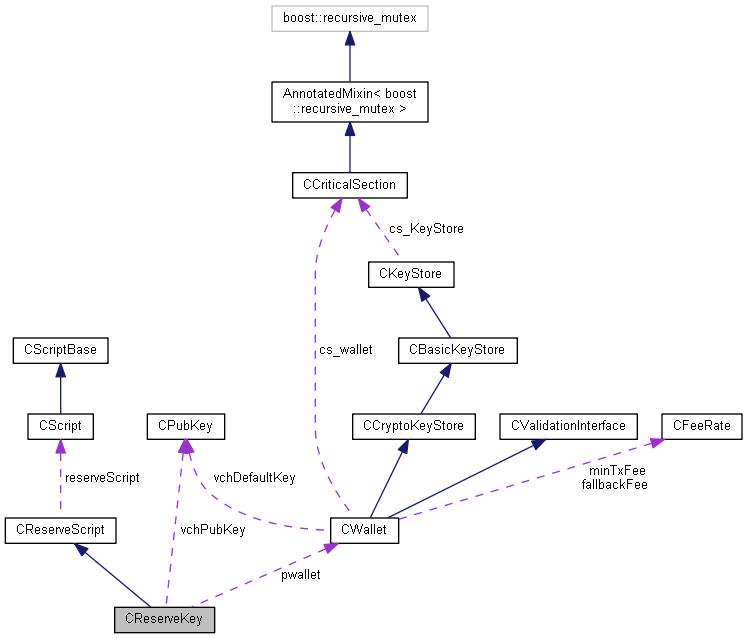 boost::recursive_mutex
AnnotatedMixin< boost
::recursive_mutex >
CCriticalSection
cs_KeyStore
CKeyStore
CScriptBase
cs_wallet
CBasicKeyStore
CScript
CPubKey
CCryptoKeyStore
CValidationInterface
CFeeRate
reserveScript
vchDefaultKey
minTxFee
fallbackFee
CReserveScript
vchPubKey
CWallet
pwallet
CReserveKey